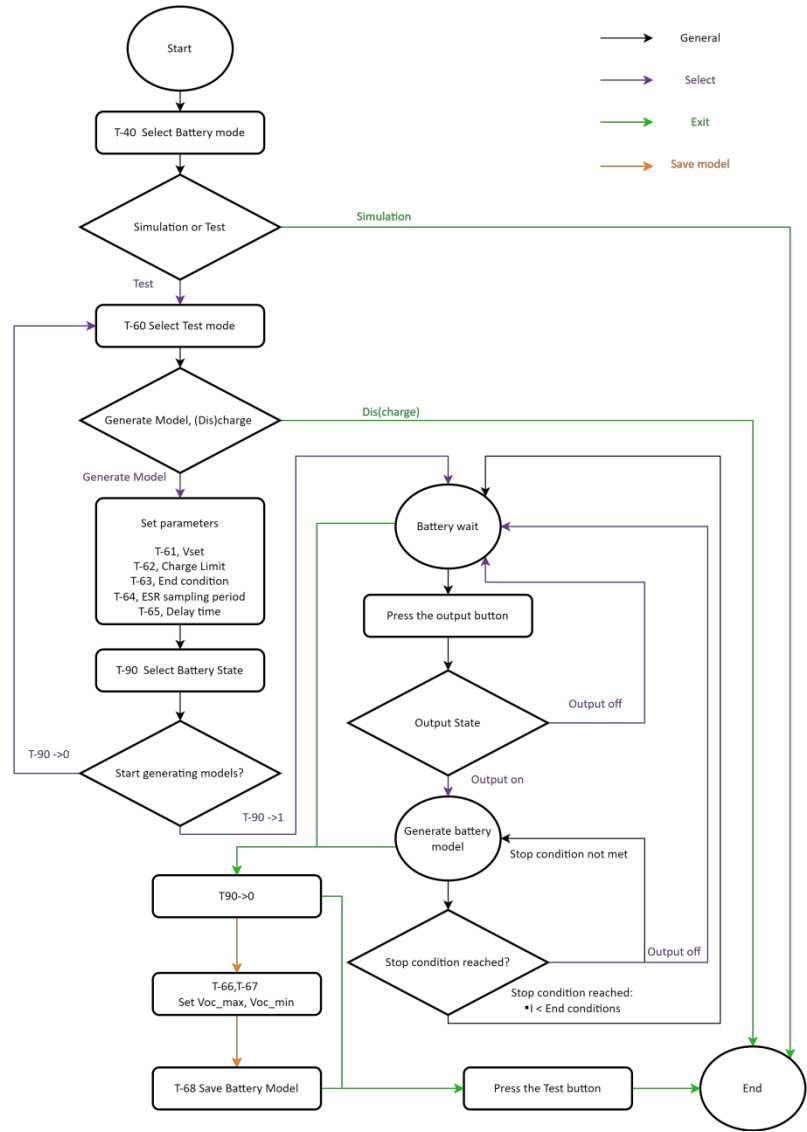 Start
General
Select
Exit
Save model
T-40 Select Battery mode
Simulation or Test
Simulation
Test
T-60 Select Test mode
Generate Model, (Dis)charge
Dis(charge)
Generate Model
Set parameters
T-61, Vset
T-62, Charge Limit
T-63, End condition
T-64, ESR sampling period
T-65, Delay time
T-90 Select Battery State
Start generating models?
T-90 ->0
T-90 ->1
Battery wait
Press the output button
Output State
Output off
Output on
Generate battery
model
Stop condition not met
Stop condition reached?
Output off
Stop condition reached:
▪I < End conditions
T90->0
T-66,T-67
Set Voc_max, Voc_min
T-68 Save Battery Model
Press the Test button
End